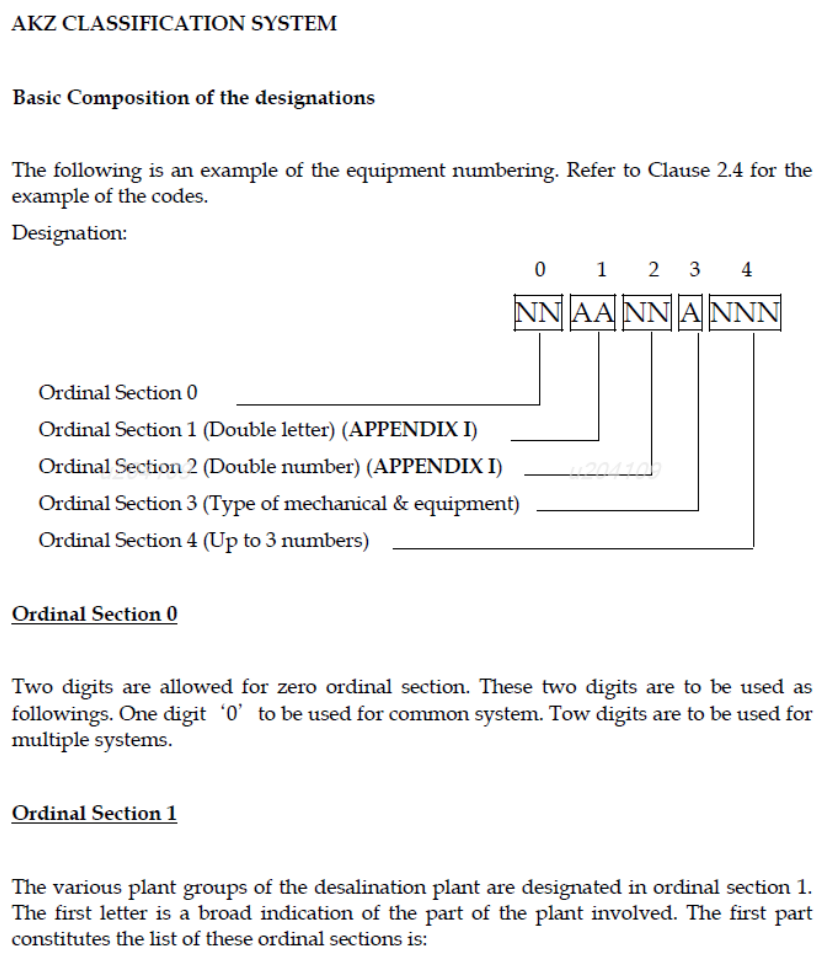 AKZ CLASSIFICATION SYSTEM
Basic Composition of the designations
The following is an example of the equipment numbering. Refer to Clause 2.4 for the
example of the codes.
Designation:
0 1 2 3 4
NN AA NN A NNN
Ordinal Section 0
Ordinal Section 1 (Double letter) (APPENDIX I)
Ordinal Section 2 (Double number) (APPENDIX I)
u204109 u204109
Ordinal Section 3 (Type of mechanical & equipment)
Ordinal Section 4 (Up to 3 numbers)
Ordinal Section 0
Two digits are allowed for zero ordinal section. These two digits are to be used as
followings. One digit ‘0’ to be used for common system. Tow digits are to be used for
multiple systems.
Ordinal Section 1
The various plant groups of the desalination plant are designated in ordinal section 1.
The first letter is a broad indication of the part of the plant involved. The first part
constitutes the list of these ordinal sections is: